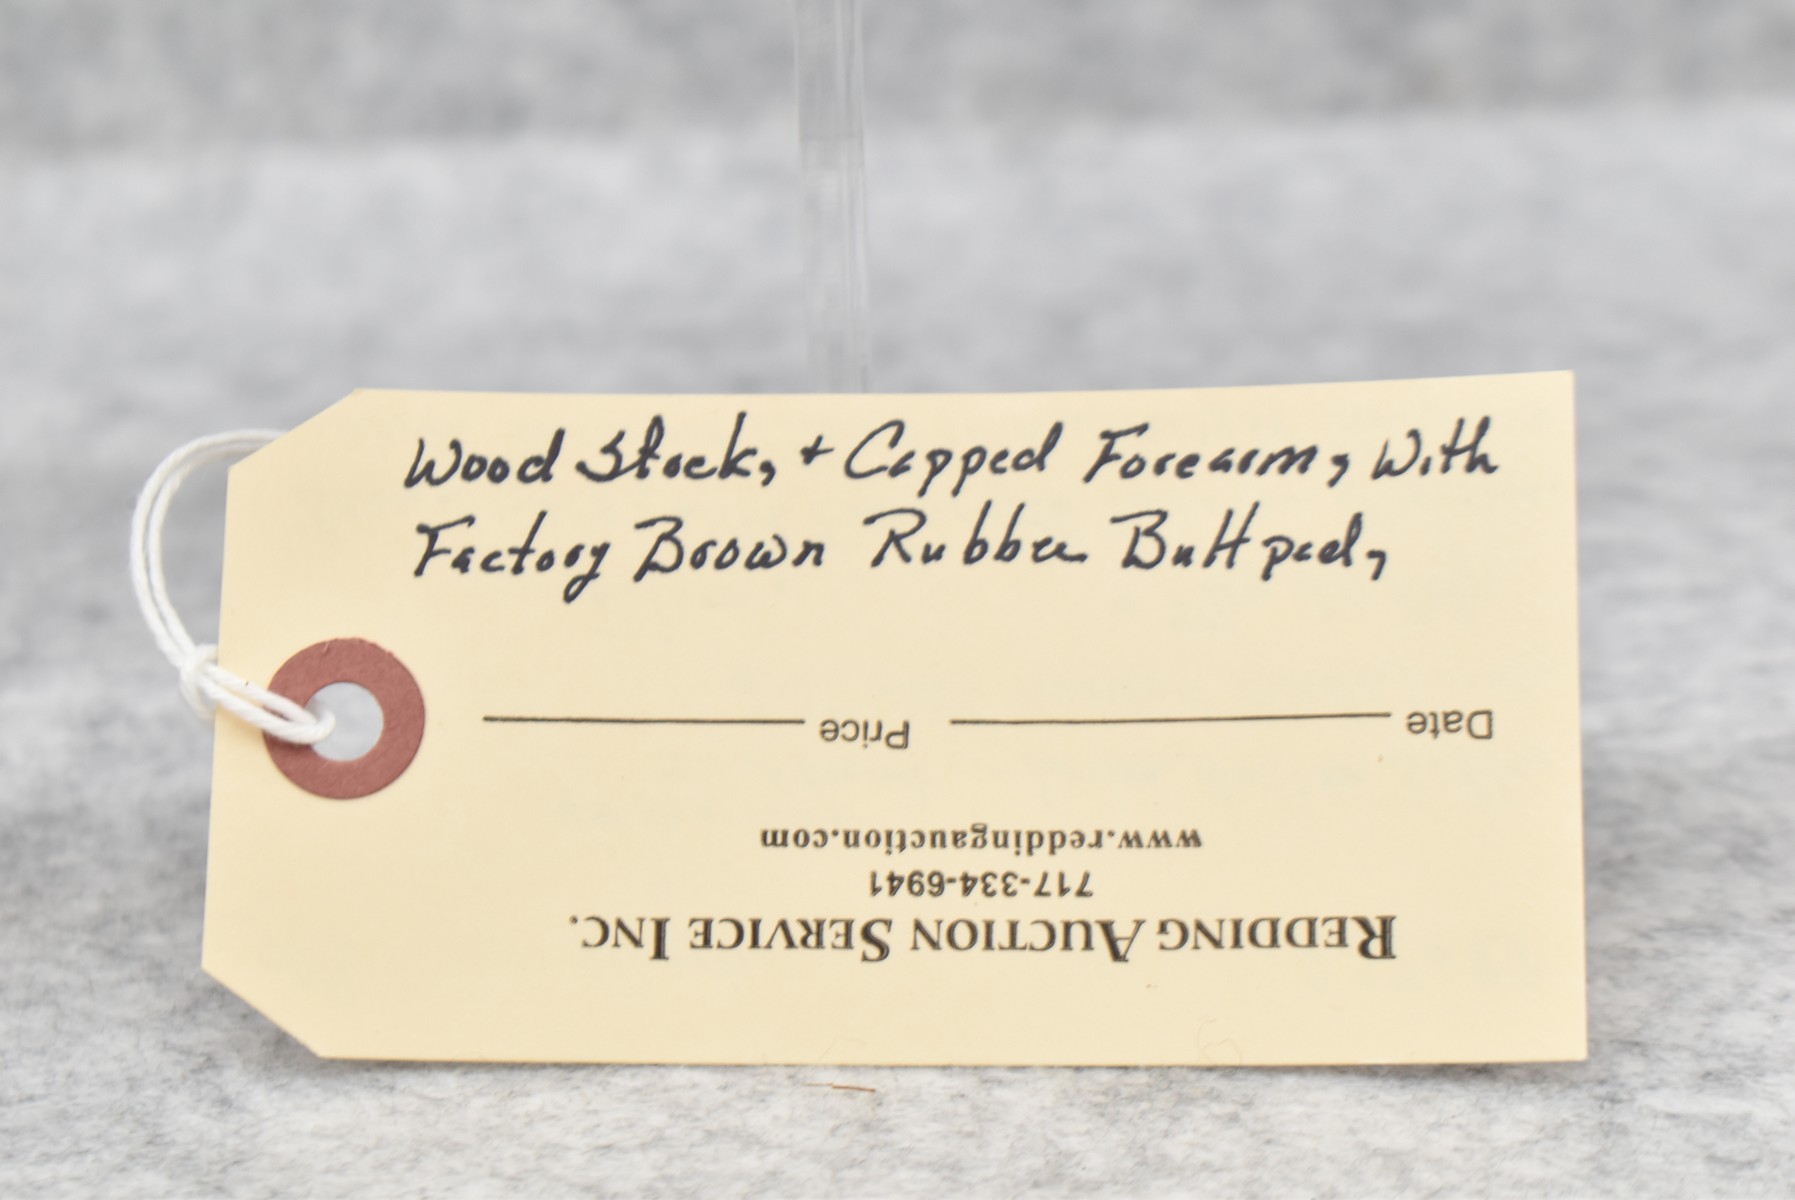 Wood Stock, + Capped Forearm, With
Factory Brown Rubber Buttpad,
REDDING AUCTION SERVICE INC.
717-334-6941
www.reddingauction.com
Date Price